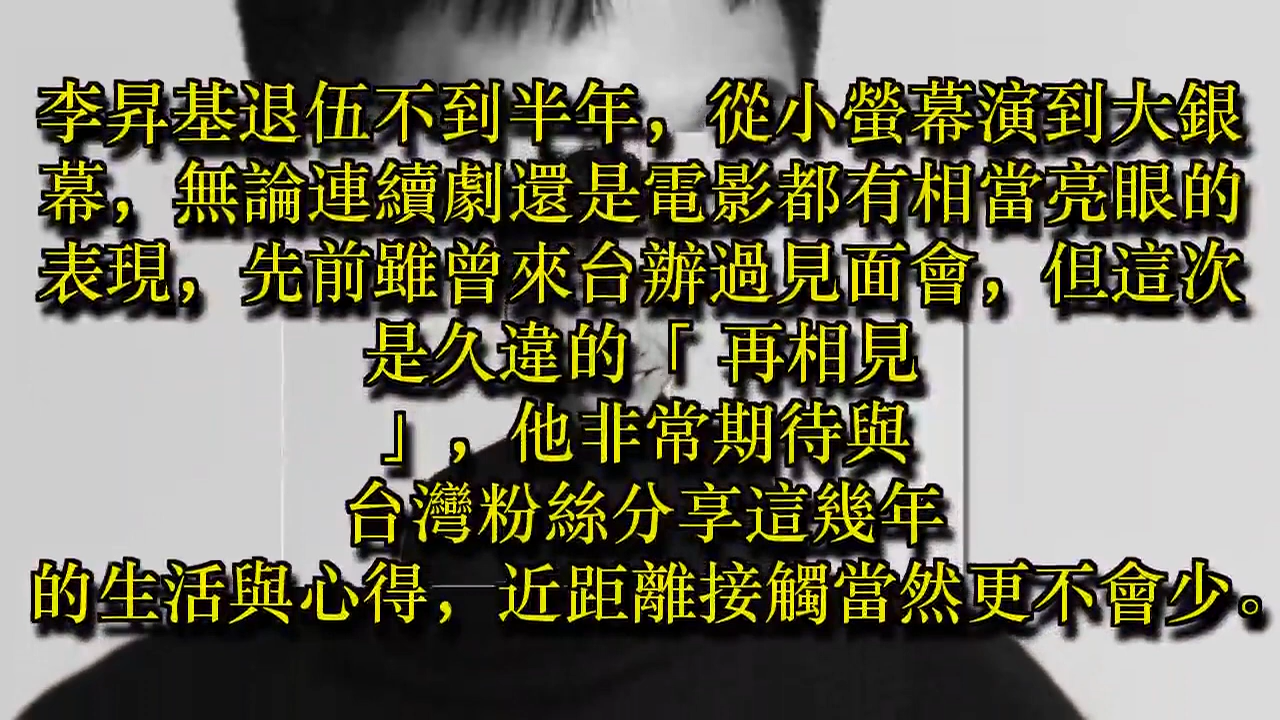 李昇基退伍不到半年，從小螢幕演到大銀
幕，無論連續劇還是電影都有相當亮眼的
表現，先前雖曾來台辦過見面會，但這次
是久違的「 再相見
」，他非常期待與
台灣粉絲分享這幾年
的生活與心得，近距離接觸當然更不會少。